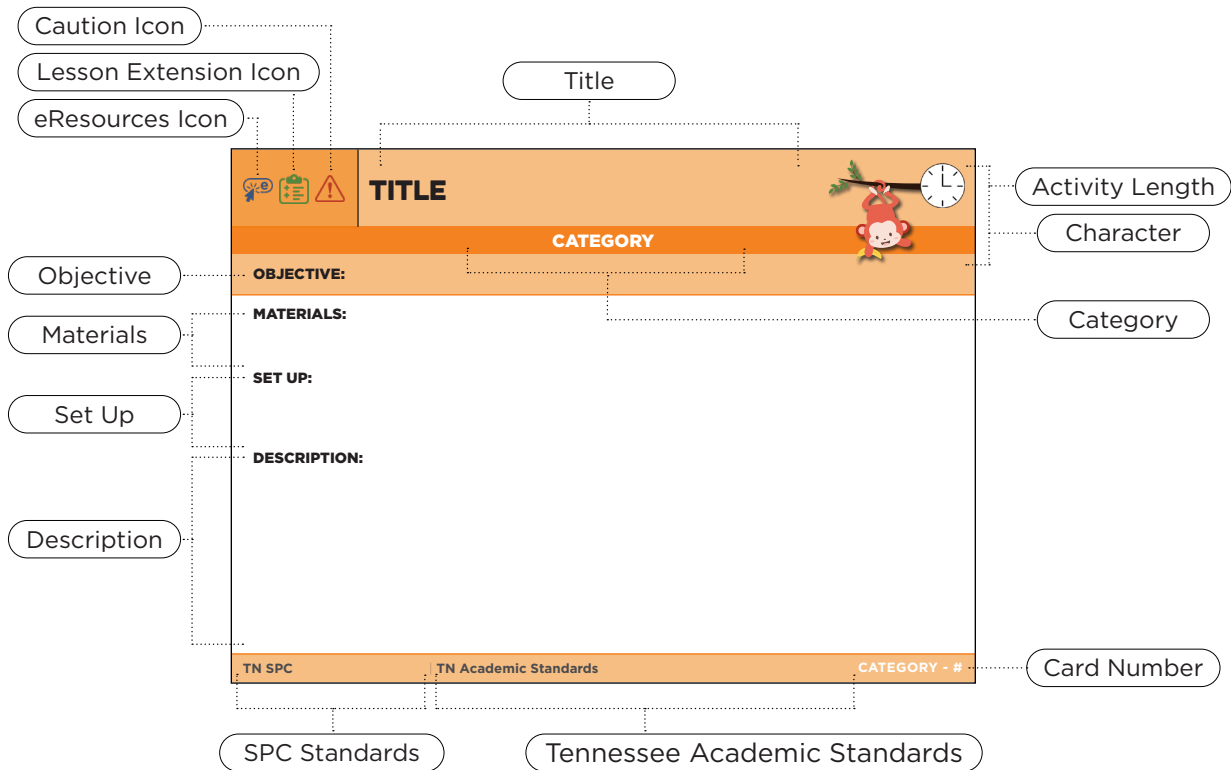 Caution Icon
Lesson Extension Icon
eResources Icon
Title
e
TITLE
Activity Length
Character
CATEGORY
Objective
OBJECTIVE:
Category
Materials
MATERIALS:
Set Up
SET UP:
Description
DESCRIPTION:
TN SPC
TN Academic Standards
CATEGORY - #
Card Number
SPC Standards
Tennessee Academic Standards